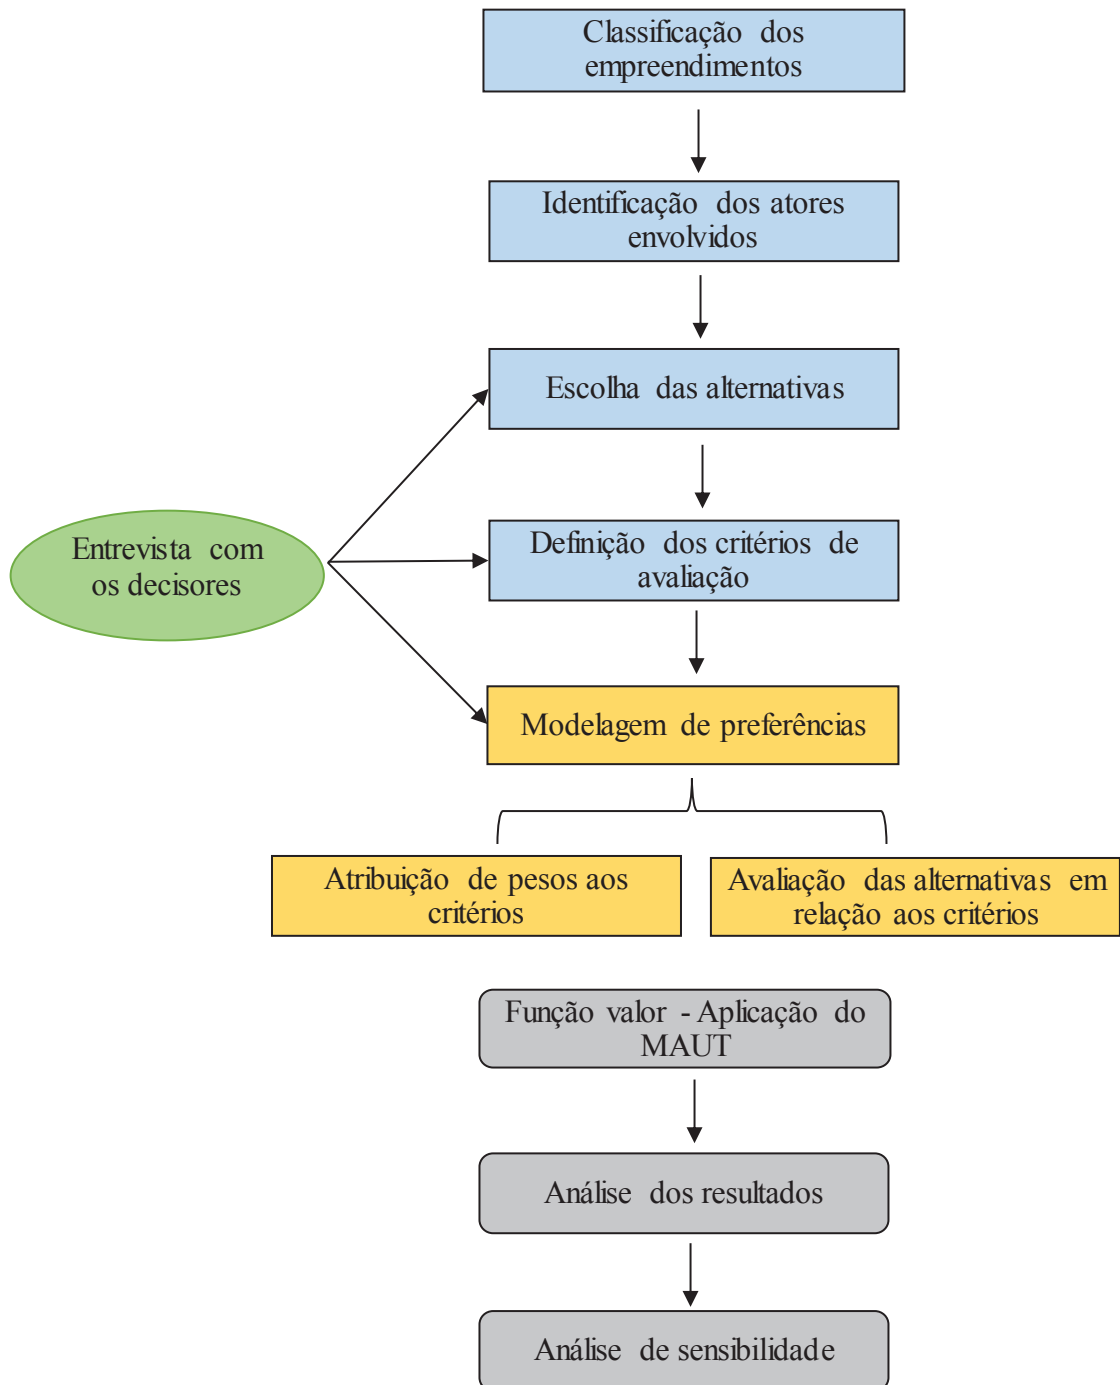 Classificação dos
empreendimentos
Identificação dos atores
envolvidos
Escolha das alternativas
Entrevista com
os decisores
Definição dos critérios de
avaliação
Modelagem de preferências
Atribuição de pesos aos
critérios
Avaliação das alternativas em
relação aos critérios
Função valor - Aplicação do
MAUT
Análise dos resultados
Análise de sensibilidade